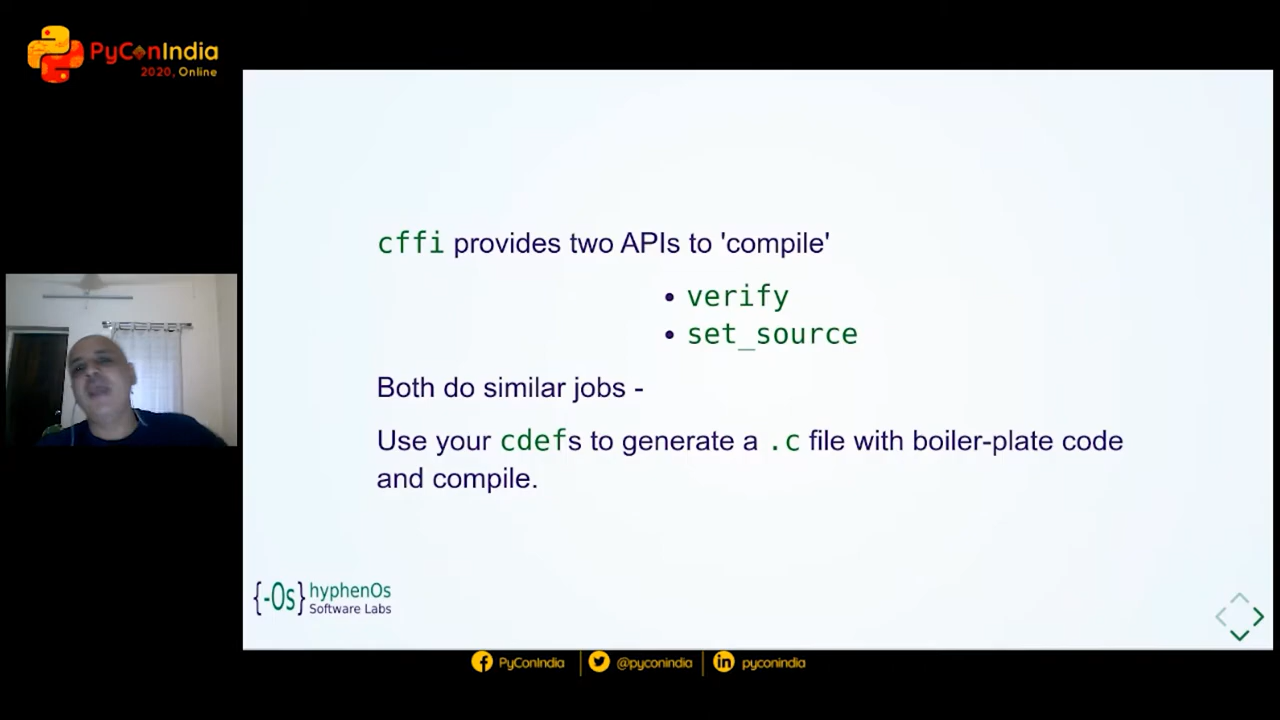 PyConIndia
2020, Online
cffi provides two APIs to 'compile'
• verify
• set_source
Both do similar jobs -
Use your cdefs to generate a .c file with boiler-plate code
and compile.
{-Os} hyphenOs
Software Labs
PyConIndia
@pyconindia
pyconindia